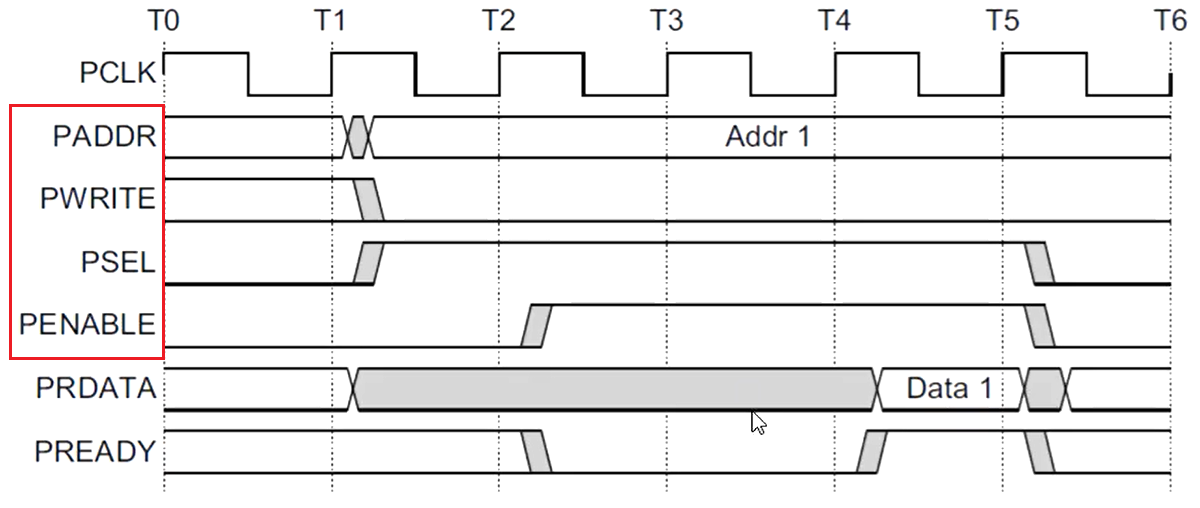 T0 T1 T2 T3 T4 T5 T6
PCLK
PADDR Addr 1
PWRITE
PSEL
PENABLE
PRDATA Data 1
PREADY